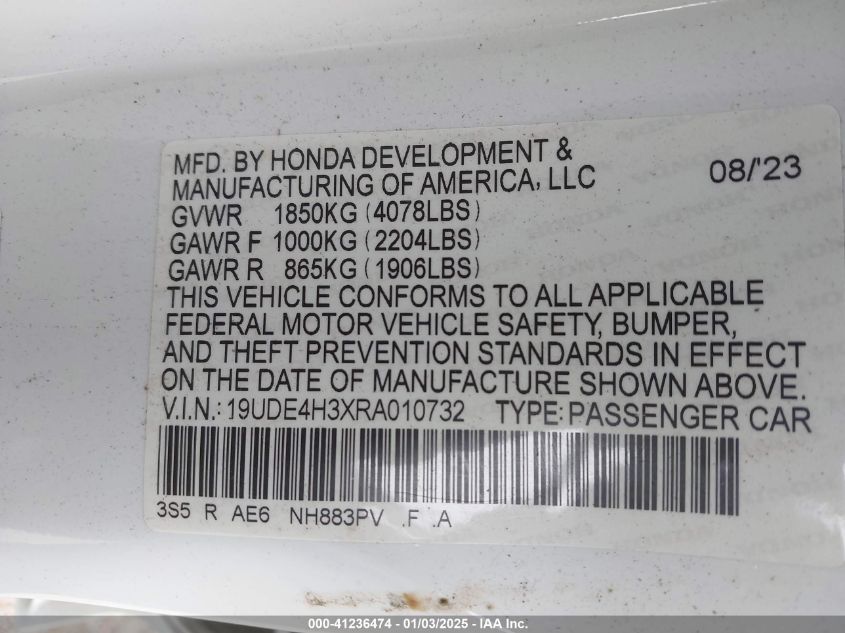 MFD. BY HONDA DEVELOPMENT & MANUFACTURING OF AMERICA, LLC 08/'23
GVWR 1850KG (4078LBS)
GAWR F 1000KG (2204LBS)
GAWR R 865KG (1906LBS)
THIS VEHICLE CONFORMS TO ALL APPLICABLE
FEDERAL MOTOR VEHICLE SAFETY, BUMPER,
AND THEFT PREVENTION STANDARDS IN EFFECT
ON THE DATE OF MANUFACTURE SHOWN ABOVE.
V.I.N.: 19UDE4H3XRA010732 TYPE: PASSENGER CAR
3S5 R AE6 NH883PV .F .A
000-41236474 — 01/03/2025 - IAAI.COM